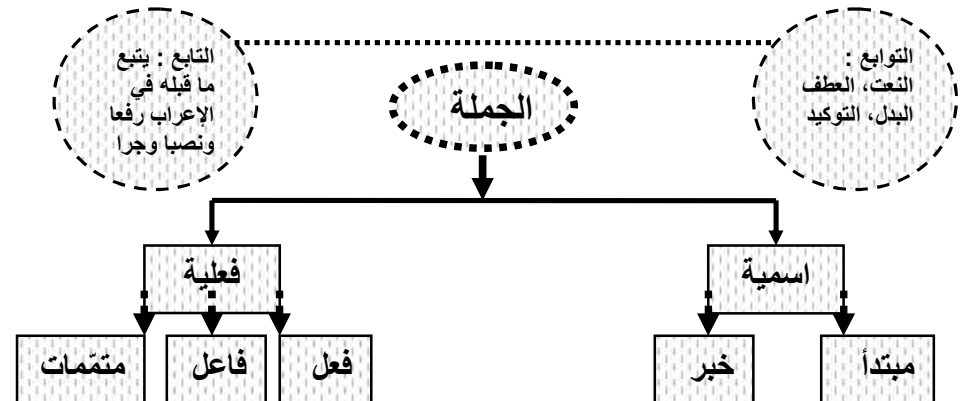 التوابع :
النعت، العطف
البدل، التوكيد
التابع : يتبع
ما قبله في
الإعراب رفعا
ونصبا وجرا
الجملة
اسمية
فعلية
مبتدأ
خبر
فعل
فاعل
متمّمات